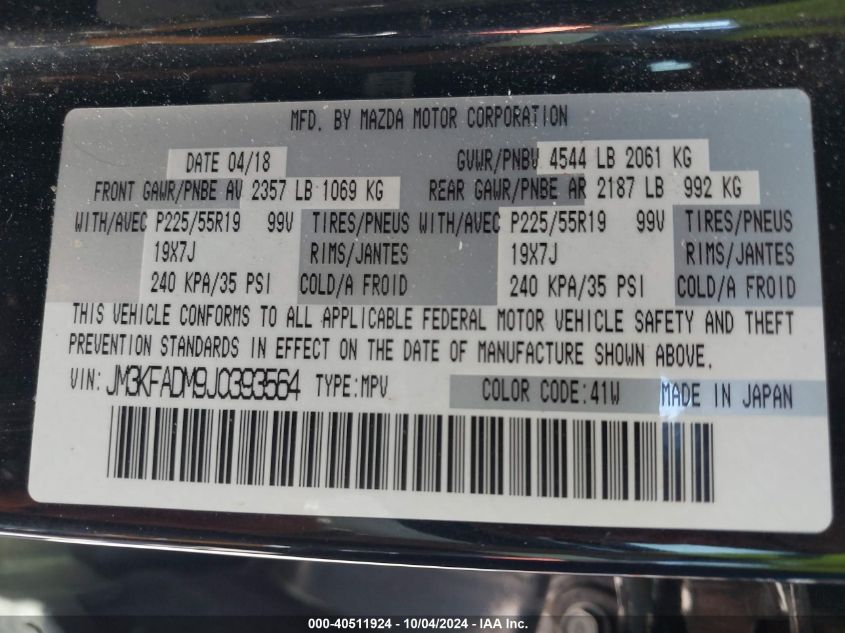 MFD. BY MAZDA MOTOR CORPORATION
DATE 04/18 GVWR/PNBV 4544 LB 2061 KG
FRONT GAWR/PNBE AV 2357 LB 1069 KG REAR GAWR/PNBE AR 2187 LB 992 KG
WITH/AVEC P225/55R19 99V TIRES/PNEUS WITH/AVEC P225/55R19 99V TIRES/PNEUS
19X7J RIMS/JANTES 19X7J RIMS/JANTES
240 KPA/35 PSI COLD/A FROID 240 KPA/35 PSI COLD/A FROID
THIS VEHICLE CONFORMS TO ALL APPLICABLE FEDERAL MOTOR VEHICLE SAFETY AND THEFT
PREVENTION STANDARDS IN EFFECT ON THE DATE OF MANUFACTURE SHOWN ABOVE.
VIN: JM3KFADM9J0393564 TYPE:MPV COLOR CODE:41W MADE IN JAPAN
000-40511924 - 10/04/2024 - IAA Inc.